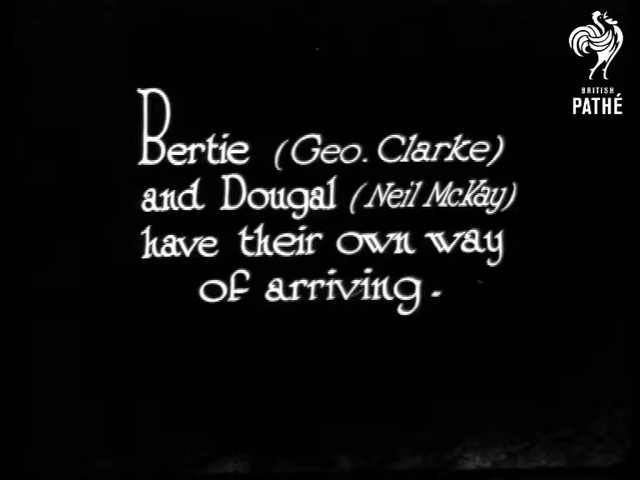 Bertie (Geo. Clarke)
and Dougal (Neil McKay)
have their own way
of arriving.
BRITISH
PATHÉ